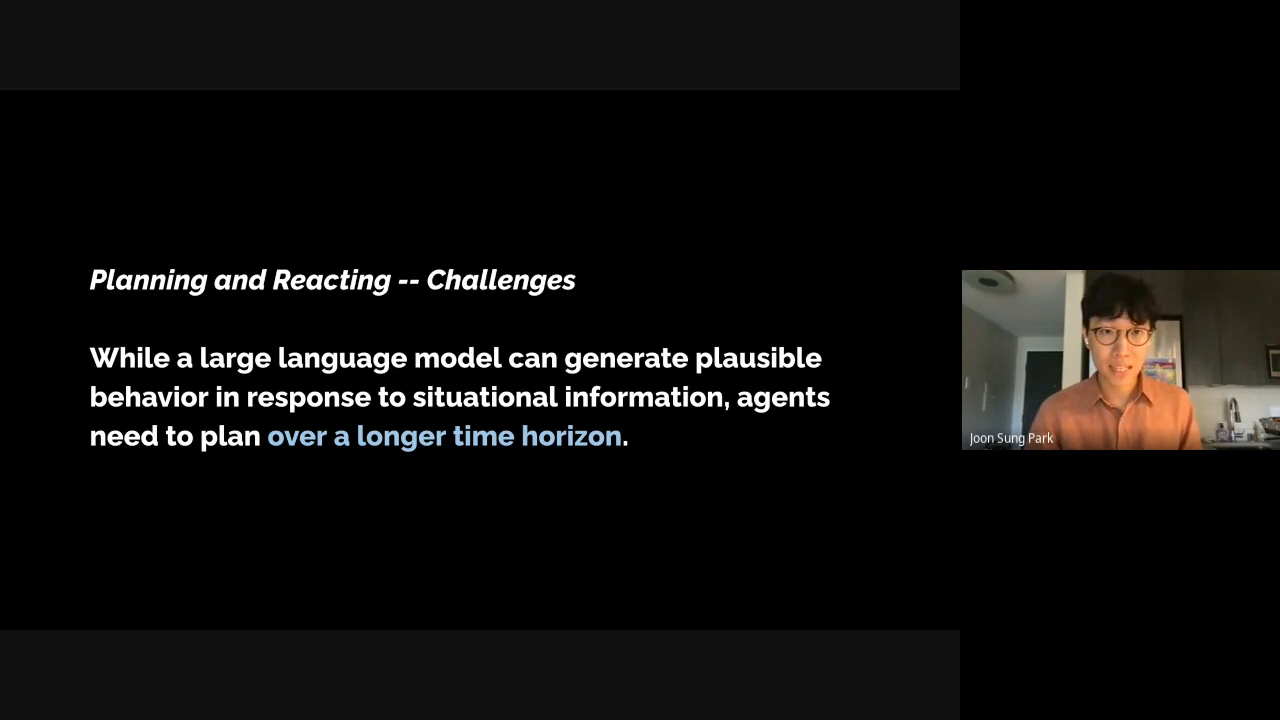 Planning and Reacting -- Challenges
While a large language model can generate plausible
behavior in response to situational information, agents
need to plan over a longer time horizon.
Joon Sung Park